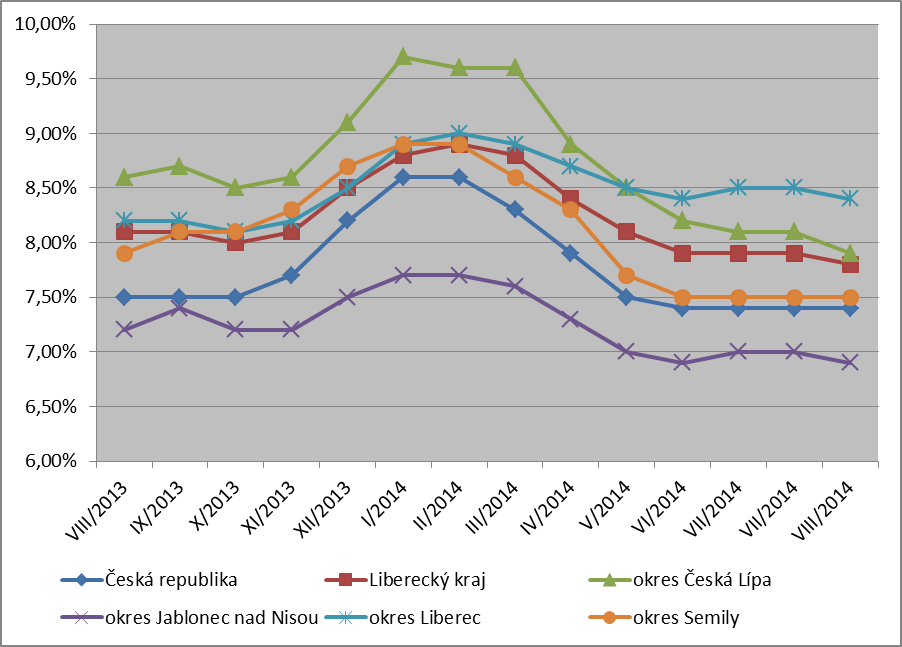 10,00%
9,50%
9,00%
8,50%
8,00%
7,50%
7,00%
6,50%
6,00%
VIII/2013
IX/2013
X/2013
XI/2013
XII/2013
I/2014
II/2014
III/2014
IV/2014
V/2014
VI/2014
VII/2014
VII/2014
VIII/2014
Česká republika
Liberecký kraj
okres Česká Lípa
okres Jablonec nad Nisou
okres Liberec
okres Semily